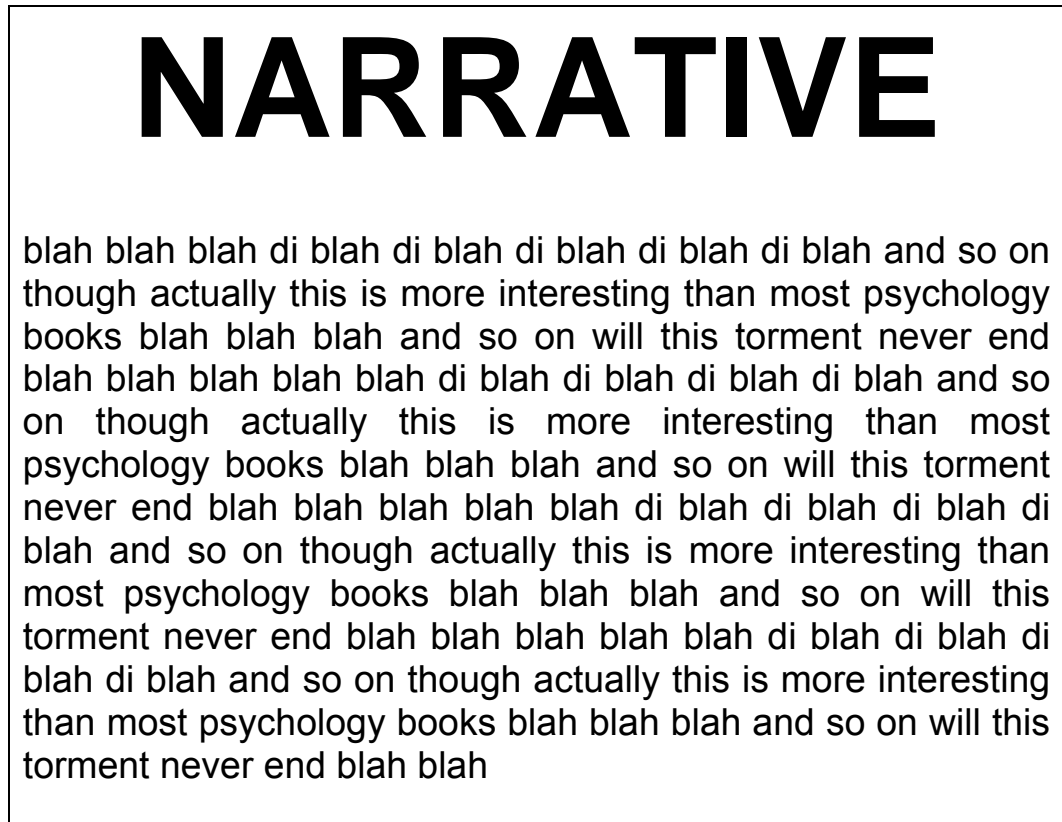 NARRATIVE
blah blah blah di blah di blah di blah di blah di blah and so on
though actually this is more interesting than most psychology
books blah blah blah and so on will this torment never end
blah blah blah blah blah di blah di blah di blah di blah and so
on though actually this is more interesting than most
psychology books blah blah blah and so on will this torment
never end blah blah blah blah blah di blah di blah di blah di
blah and so on though actually this is more interesting than
most psychology books blah blah blah and so on will this
torment never end blah blah blah blah blah di blah di blah di
blah di blah and so on though actually this is more interesting
than most psychology books blah blah blah and so on will this
torment never end blah blah